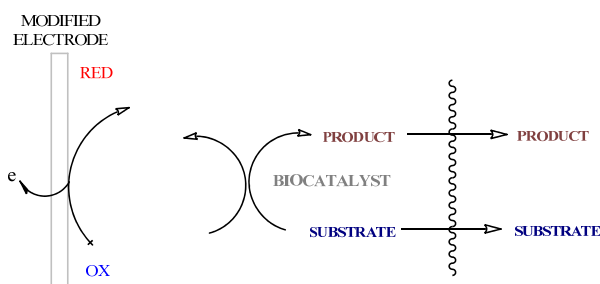 MODIFIED
ELECTRODE
RED
PRODUCT
PRODUCT
e
BIOCATALYST
SUBSTRATE
SUBSTRATE
OX